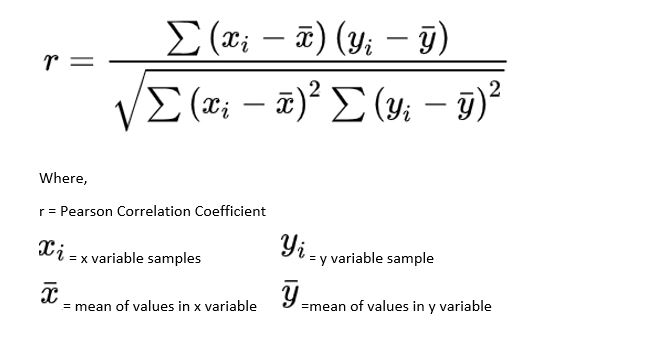 r = ∑ (xᵢ − x̄) (yᵢ − ȳ) / √ ∑ (xᵢ − x̄)² ∑ (yᵢ − ȳ)²
Where,
r = Pearson Correlation Coefficient
xᵢ = x variable samples yᵢ = y variable sample
x̄ = mean of values in x variable ȳ =mean of values in y variable